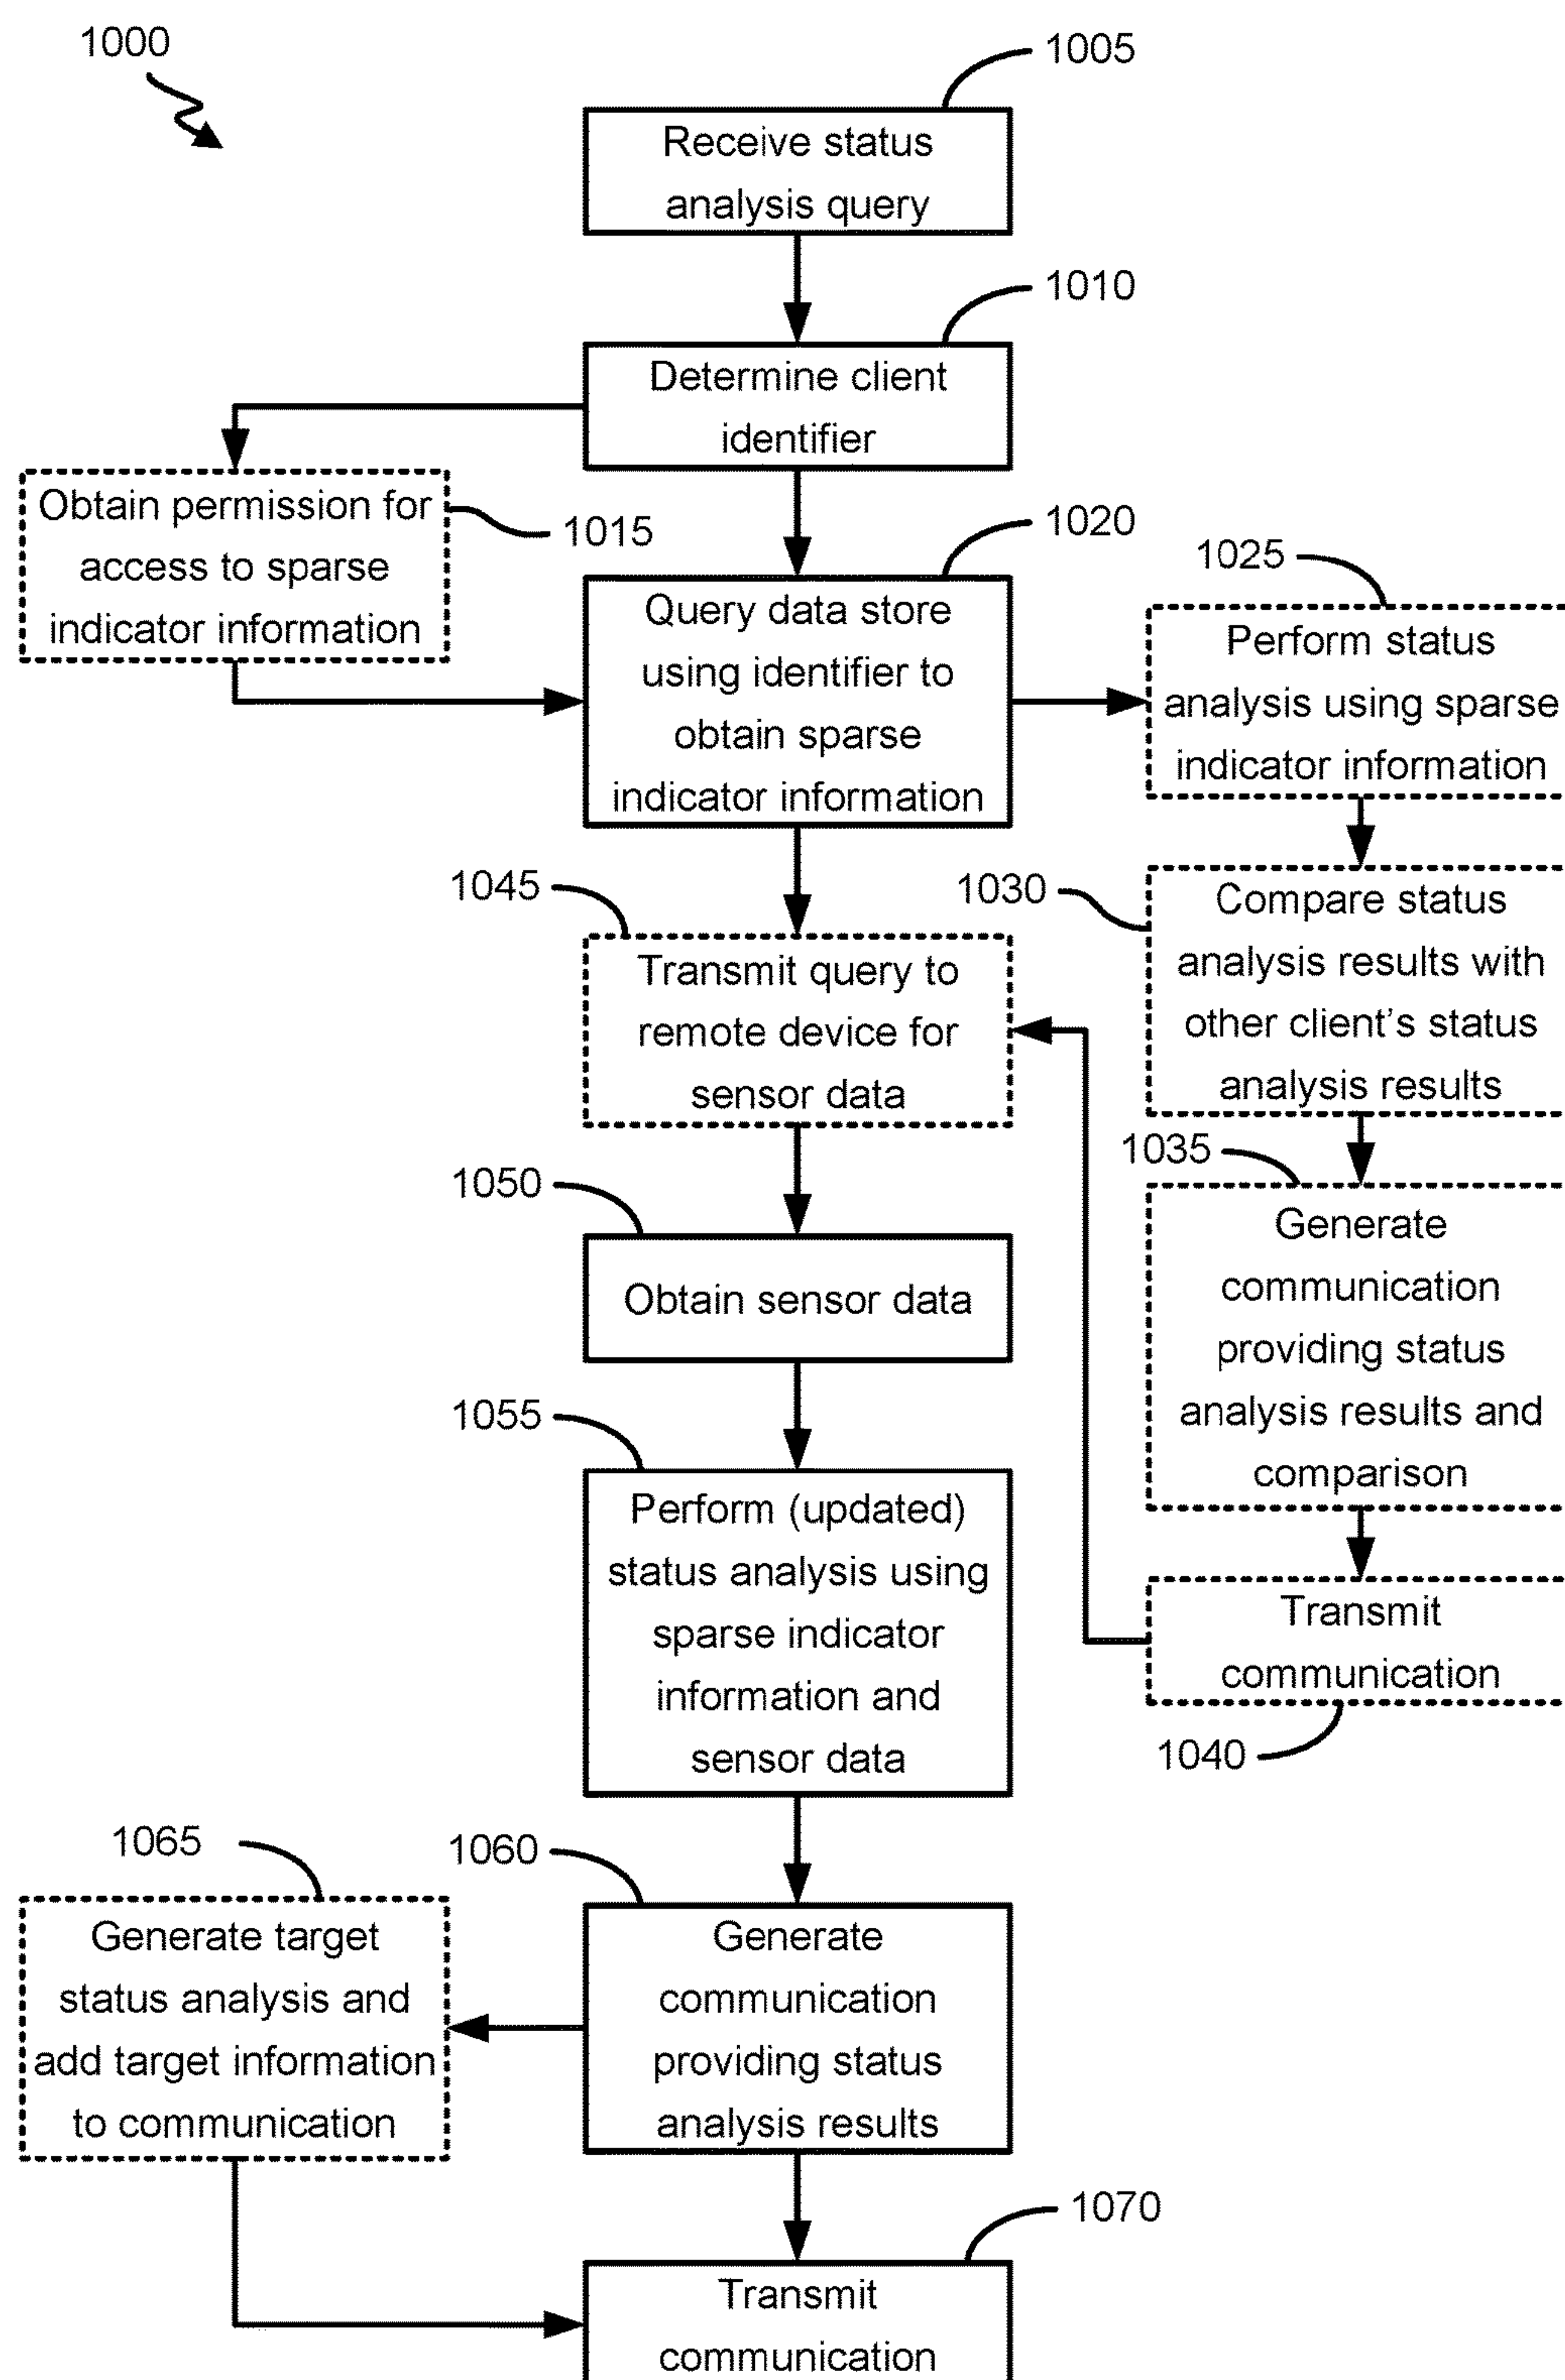 1000
1005
Receive status
analysis query
1010
Determine client
identifier
Obtain permission for
access to sparse
indicator information
1015
1020
Query data store
using identifier to
obtain sparse
indicator information
1025
Perform status
analysis using sparse
indicator information
1030
Compare status
analysis results with
other client's status
analysis results
1035
Generate
communication
providing status
analysis results and
comparison
Transmit
communication
1040
1045
Transmit query to
remote device for
sensor data
1050
Obtain sensor data
1055
Perform (updated)
status analysis using
sparse indicator
information and
sensor data
1060
Generate
communication
providing status
analysis results
1065
Generate target
status analysis and
add target information
to communication
1070
Transmit
communication